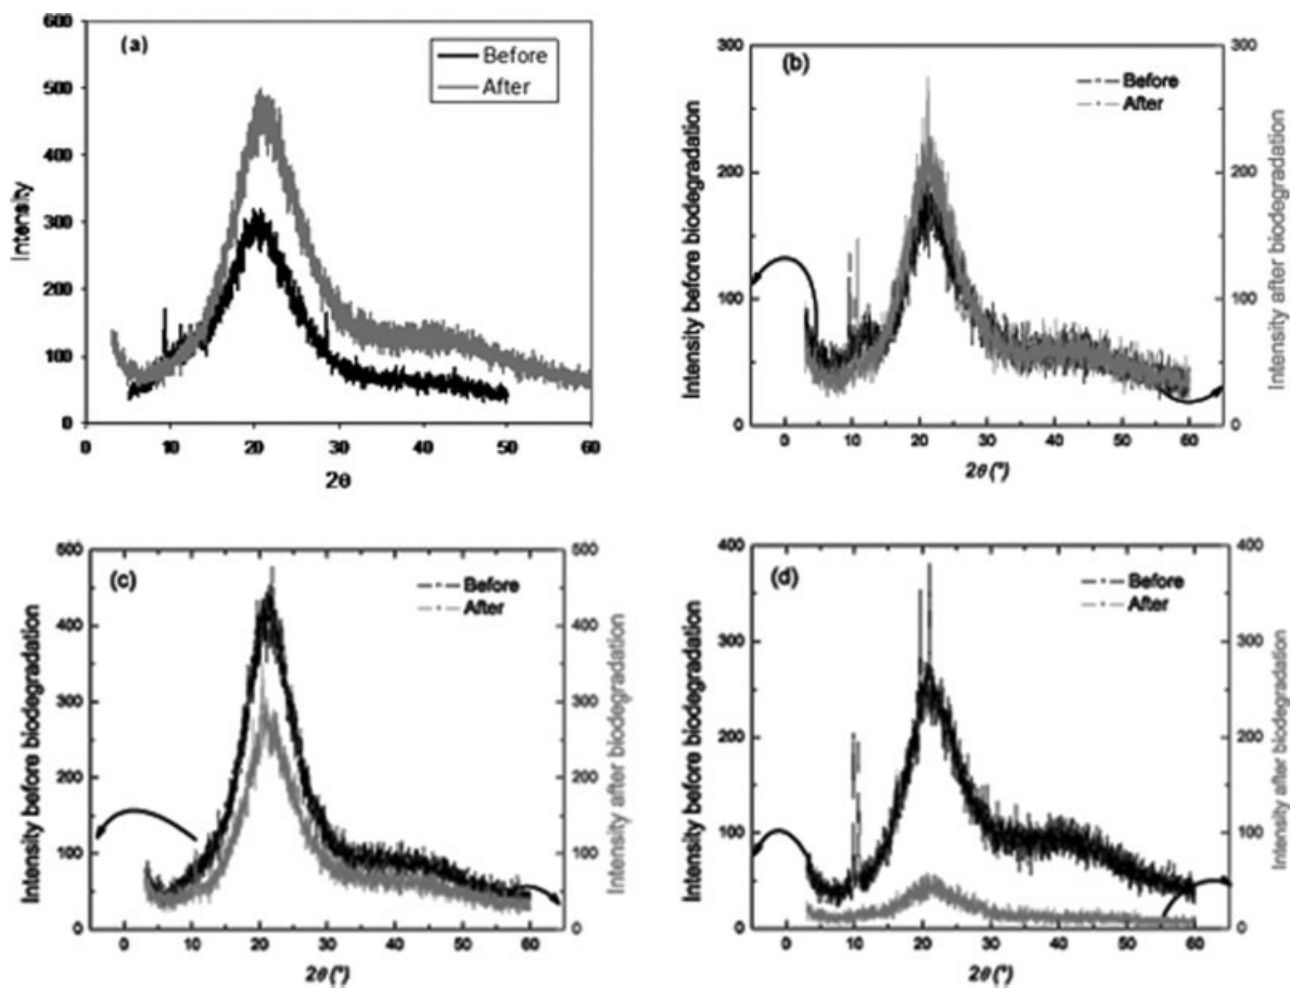 600
(a)
Before
After
500
400
300
200
100
0
Intensity
0 10 20 30 40 50 60
2θ
300 300
(b)
Before
After
200 200
100 100
0 0
Intensity before biodegradation
Intensity after biodegradation
0 10 20 30 40 50 60
2θ (°)
500 500
(c)
Before
After
400 400
300 300
200 200
100 100
0 0
Intensity before biodegradation
Intensity after biodegradation
0 10 20 30 40 50 60
2θ (°)
400 400
(d)
Before
After
300 300
200 200
100 100
0 0
Intensity before biodegradation
Intensity after biodegradation
0 10 20 30 40 50 60
2θ (°)